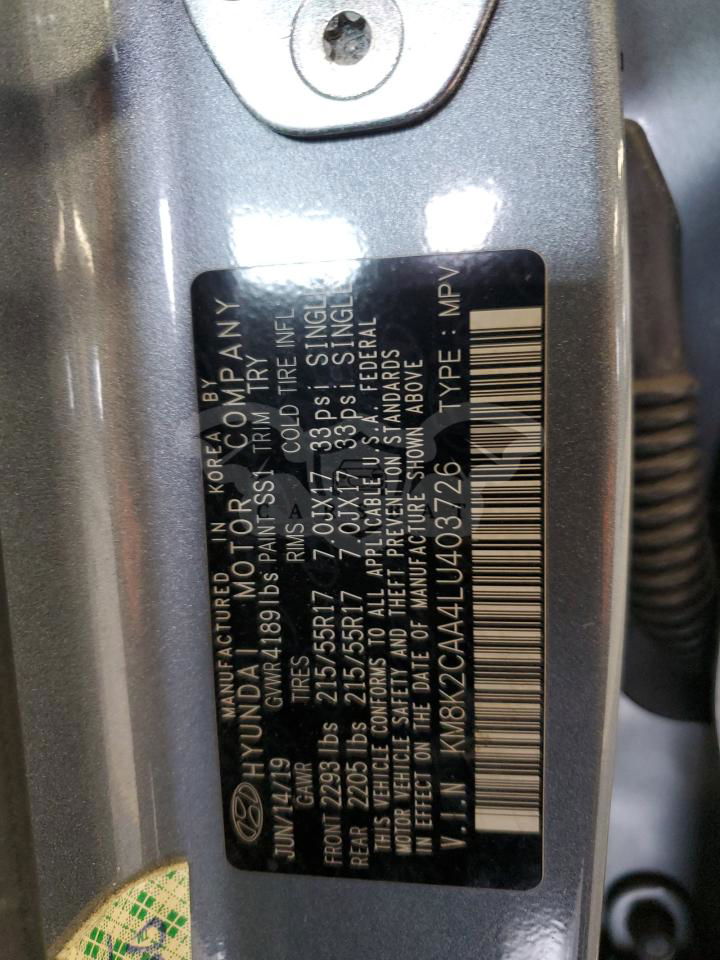 MANUFACTURED IN KOREA BY
HYUNDAI MOTOR COMPANY
JUN/14/19 GVWR 4189 lbs PAINT SS1 TRIM TRY
GAWR TIRES RIMS COLD TIRE INFL.
FRONT 2293 lbs 215/55R17 7.0JX17 33psi SINGLE
REAR 2205 lbs 215/55R17 7.0JX17 33psi SINGLE
THIS VEHICLE CONFORMS TO ALL APPLICABLE U.S.A. FEDERAL
MOTOR VEHICLE SAFETY AND THEFT PREVENTION STANDARDS
IN EFFECT ON THE DATE OF MANUFACTURE SHOWN ABOVE
V.I.N KM8K2CAA4LU403726 TYPE : MPV